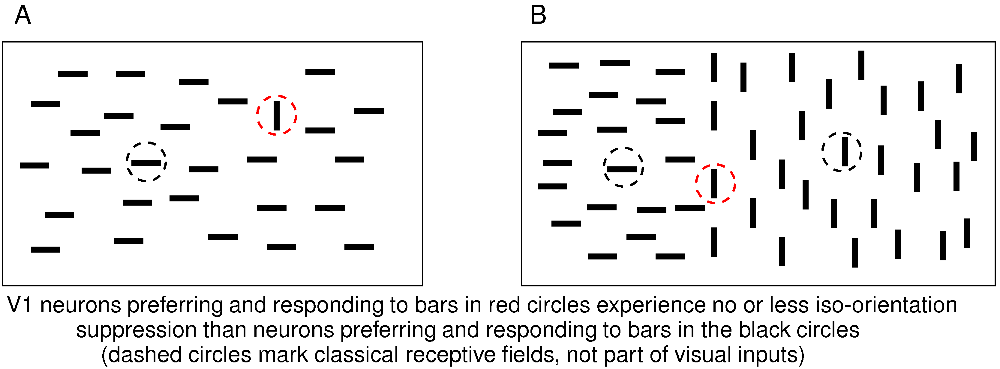 A
B
V1 neurons preferring and responding to bars in red circles experience no or less iso-orientation
suppression than neurons preferring and responding to bars in the black circles
(dashed circles mark classical receptive fields, not part of visual inputs)